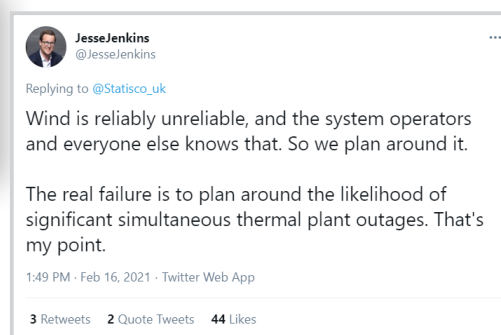 JesseJenkins
@JesseJenkins
Replying to @Statisco_uk
Wind is reliably unreliable, and the system operators
and everyone else knows that. So we plan around it.
The real failure is to plan around the likelihood of
significant simultaneous thermal plant outages. That's
my point.
1:49 PM · Feb 16, 2021 · Twitter Web App
3 Retweets 2 Quote Tweets 44 Likes